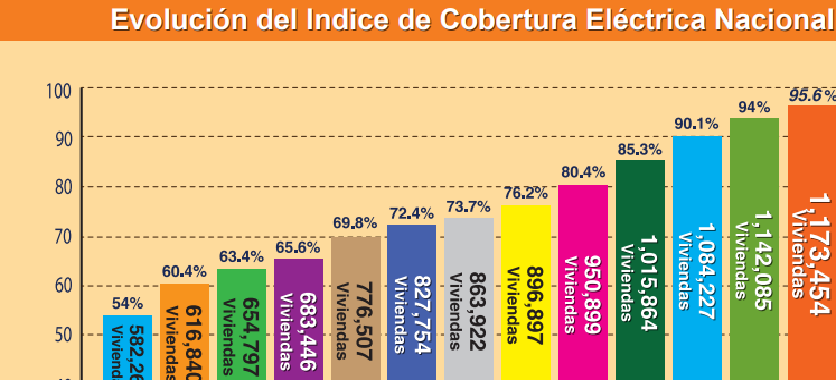 Evolución del Indice de Cobertura Eléctrica Nacional
100
90
80
70
60
50
54%
60.4%
63.4%
65.6%
69.8%
72.4%
73.7%
76.2%
80.4%
85.3%
90.1%
94%
95.6%
616,840
Viviendas
654,797
Viviendas
683,446
Viviendas
776,507
Viviendas
827,754
Viviendas
863,922
Viviendas
896,897
Viviendas
950,899
Viviendas
1,015,864
Viviendas
1,084,227
Viviendas
1,142,085
Viviendas
1,173,454
Viviendas